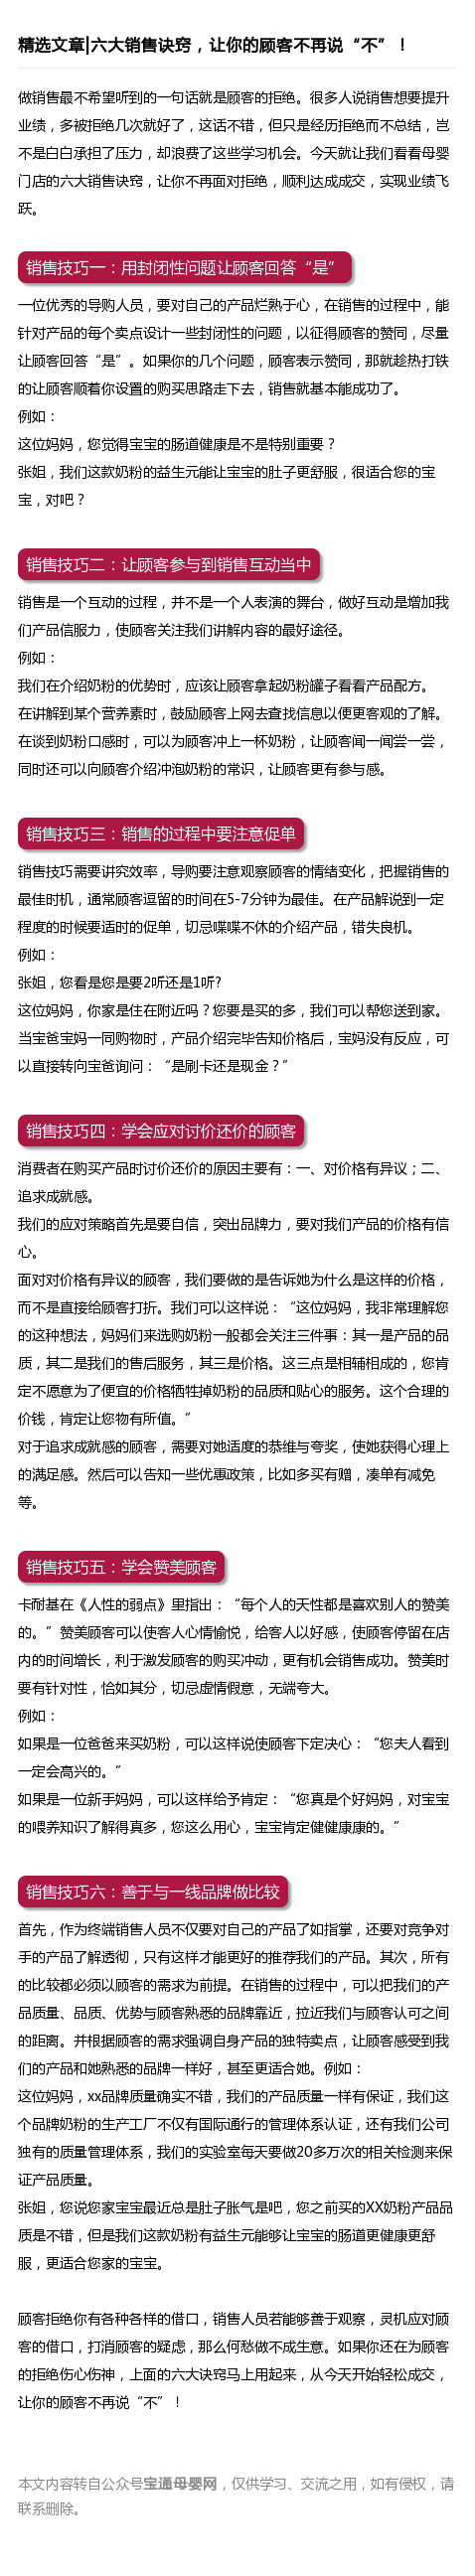 精选文章|六大销售诀窍，让你的顾客不再说“不”！
做销售最不希望听到的一句话就是顾客的拒绝。很多人说销售想要提升
业绩，多被拒绝几次就好了，这话不错，但只是经历拒绝而不总结，岂
不是白白承担了压力，却浪费了这些学习机会。今天就让我们看看母婴
门店的六大销售诀窍，让你不再面对拒绝，顺利达成成交，实现业绩飞
跃。
销售技巧一：用封闭性问题让顾客回答“是”
一位优秀的导购人员，要对自己的产品烂熟于心，在销售的过程中，能
针对产品的每个卖点设计一些封闭性的问题，以征得顾客的赞同，尽量
让顾客回答“是”。如果你的几个问题，顾客表示赞同，那就趁热打铁
的让顾客顺着你设置的购买思路走下去，销售就基本能成功了。
例如：
这位妈妈，您觉得宝宝的肠道健康是不是特别重要？
张姐，我们这款奶粉的益生元能让宝宝的肚子更舒服，很适合您的宝
宝，对吧？
销售技巧二：让顾客参与到销售互动当中
销售是一个互动的过程，并不是一个人表演的舞台，做好互动是增加我
们产品信服力，使顾客关注我们讲解内容的最好途径。
例如：
我们在介绍奶粉的优势时，应该让顾客拿起奶粉罐子看看产品配方。
在讲解到某个营养素时，鼓励顾客上网去查找信息以便更客观的了解。
在谈到奶粉口感时，可以为顾客冲上一杯奶粉，让顾客闻一闻尝一尝，
同时还可以向顾客介绍冲泡奶粉的常识，让顾客更有参与感。
销售技巧三：销售的过程中要注意促单
销售技巧需要讲究效率，导购要注意观察顾客的情绪变化，把握销售的
最佳时机，通常顾客逗留的时间在5-7分钟为最佳。在产品解说到一定
程度的时候要适时的促单，切忌喋喋不休的介绍产品，错失良机。
例如：
张姐，您看是您是要2听还是1听?
这位妈妈，你家是住在附近吗？您要是买的多，我们可以帮您送到家。
当宝爸宝妈一同购物时，产品介绍完毕告知价格后，宝妈没有反应，可
以直接转向宝爸询问：“是刷卡还是现金？”
销售技巧四：学会应对讨价还价的顾客
消费者在购买产品时讨价还价的原因主要有：一、对价格有异议；二、
追求成就感。
我们的应对策略首先是要自信，突出品牌力，要对我们产品的价格有信
心。
面对对价格有异议的顾客，我们要做的是告诉她为什么是这样的价格，
而不是直接给顾客打折。我们可以这样说：“这位妈妈，我非常理解您
的这种想法，妈妈们来选购奶粉一般都会关注三件事：其一是产品的品
质，其二是我们的售后服务，其三是价格。这三点是相辅相成的，您肯
定不愿意为了便宜的价格牺牲掉奶粉的品质和贴心的服务。这个合理的
价钱，肯定让您物有所值。”
对于追求成就感的顾客，需要对她适度的恭维与夸奖，使她获得心理上
的满足感。然后可以告知一些优惠政策，比如多买有赠，凑单有减免
等。
销售技巧五：学会赞美顾客
卡耐基在《人性的弱点》里指出：“每个人的天性都是喜欢别人的赞美
的。”赞美顾客可以使客人心情愉悦，给客人以好感，使顾客停留在店
内的时间增长，利于激发顾客的购买冲动，更有机会销售成功。赞美时
要有针对性，恰如其分，切忌虚情假意，无端夸大。
例如：
如果是一位爸爸来买奶粉，可以这样说使顾客下定决心：“您夫人看到
一定会高兴的。”
如果是一位新手妈妈，可以这样给予肯定：“您真是个好妈妈，对宝宝
的喂养知识了解得真多，您这么用心，宝宝肯定健健康康的。”
销售技巧六：善于与一线品牌做比较
首先，作为终端销售人员不仅要对自己的产品了如指掌，还要对竞争对
手的产品了解透彻，只有这样才能更好的推荐我们的产品。其次，所有
的比较都必须以顾客的需求为前提。在销售的过程中，可以把我们的产
品质量、品质、优势与顾客熟悉的品牌靠近，拉近我们与顾客认可之间
的距离。并根据顾客的需求强调自身产品的独特卖点，让顾客感受到我
们的产品和她熟悉的品牌一样好，甚至更适合她。例如：
这位妈妈，xx品牌质量确实不错，我们的产品质量一样有保证，我们这
个品牌奶粉的生产工厂不仅有国际通行的管理体系认证，还有我们公司
独有的质量管理体系，我们的实验室每天要做20多万次的相关检测来保
证产品质量。
张姐，您说您家宝宝最近总是肚子胀气是吧，您之前买的XX奶粉产品品
质是不错，但是我们这款奶粉有益生元能够让宝宝的肠道更健康更舒
服，更适合您家的宝宝。
顾客拒绝你有各种各样的借口，销售人员若能够善于观察，灵机应对顾
客的借口，打消顾客的疑虑，那么何愁做不成生意。如果你还在为顾客
的拒绝伤心伤神，上面的六大诀窍马上用起来，从今天开始轻松成交，
让你的顾客不再说“不”！
本文内容转自公众号宝通母婴网，仅供学习、交流之用，如有侵权，请
联系删除。